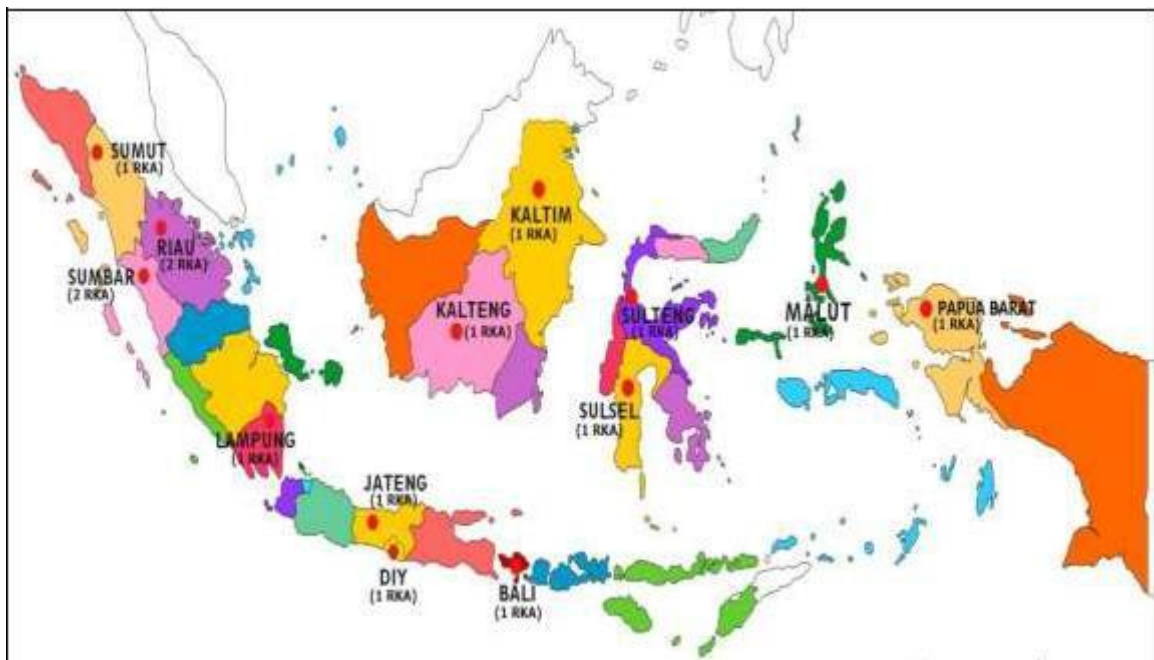 SUMUT
(1 RKA)
RIAU
(2 RKA)
SUMBAR
(2 RKA)
LAMPUNG
(1 RKA)
JATENG
(1 RKA)
DIY
(1 RKA)
BALI
(1 RKA)
KALTIM
(1 RKA)
KALTENG
(1 RKA)
SULTENG
(1 RKA)
SULSEL
(1 RKA)
MALUT
(1 RKA)
PAPUA BARAT
(1 RKA)